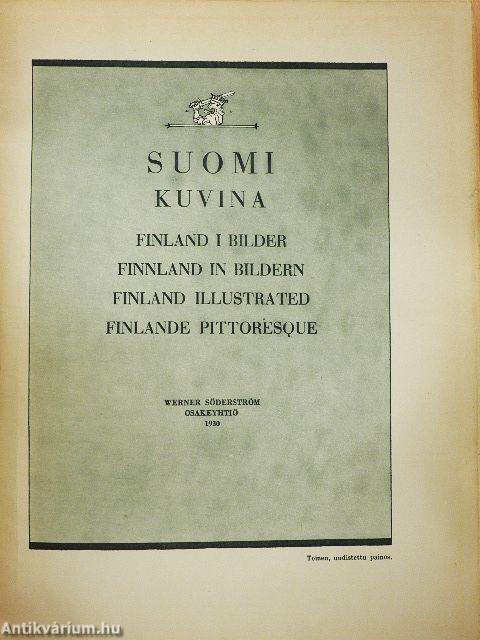 SUOMI
KUVINA
FINLAND I BILDER
FINNLAND IN BILDERN
FINLAND ILLUSTRATED
FINLANDE PITTORESQUE
WERNER SÖDERSTRÖM
OSAKEYHTIÖ
1930
Toinen, uudistettu painos.
Antikvárium.hu